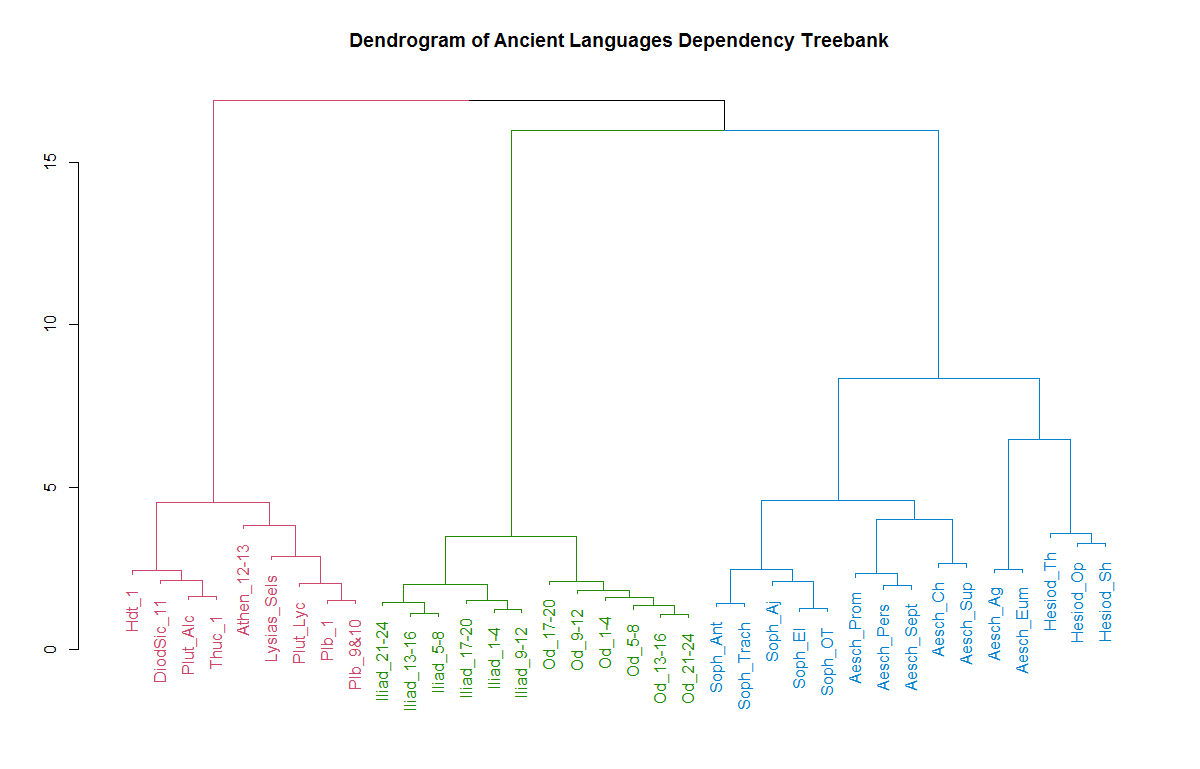 Dendrogram of Ancient Languages Dependency Treebank
15
10
5
0
Hdt_1
DiodSic_11
Plut_Alc
Thuc_1
Athen_12-13
Lysias_Sels
Plut_Lyc
Plb_1
Plb_9&10
Iliad_21-24
Iliad_13-16
Iliad_5-8
Iliad_17-20
Iliad_1-4
Iliad_9-12
Od_17-20
Od_9-12
Od_1-4
Od_5-8
Od_13-16
Od_21-24
Soph_Ant
Soph_Trach
Soph_Aj
Soph_El
Soph_OT
Aesch_Prom
Aesch_Pers
Aesch_Sept
Aesch_Ch
Aesch_Sup
Aesch_Ag
Aesch_Eum
Hesiod_Th
Hesiod_Op
Hesiod_Sh